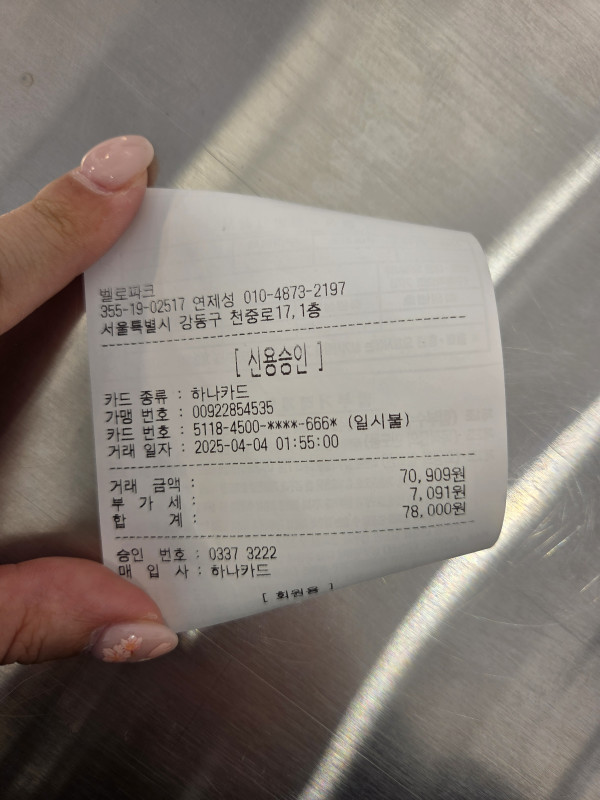 벨로파크
355-19-02517 연제성 010-4873-2197
서울특별시 강동구 천중로17, 1층
[ 신용승인 ]
카드 종류 : 하나카드
가맹 번호 : 00922854535
카드 번호 : 5118-4500-****-666* (일시불)
거래 일자 : 2025-04-04 01:55:00
거래 금액 : 70,909원
부 가 세 : 7,091원
합 계 : 78,000원
승인 번호 : 0337 3222
매 입 사 : 하나카드
[ 회원용 ]